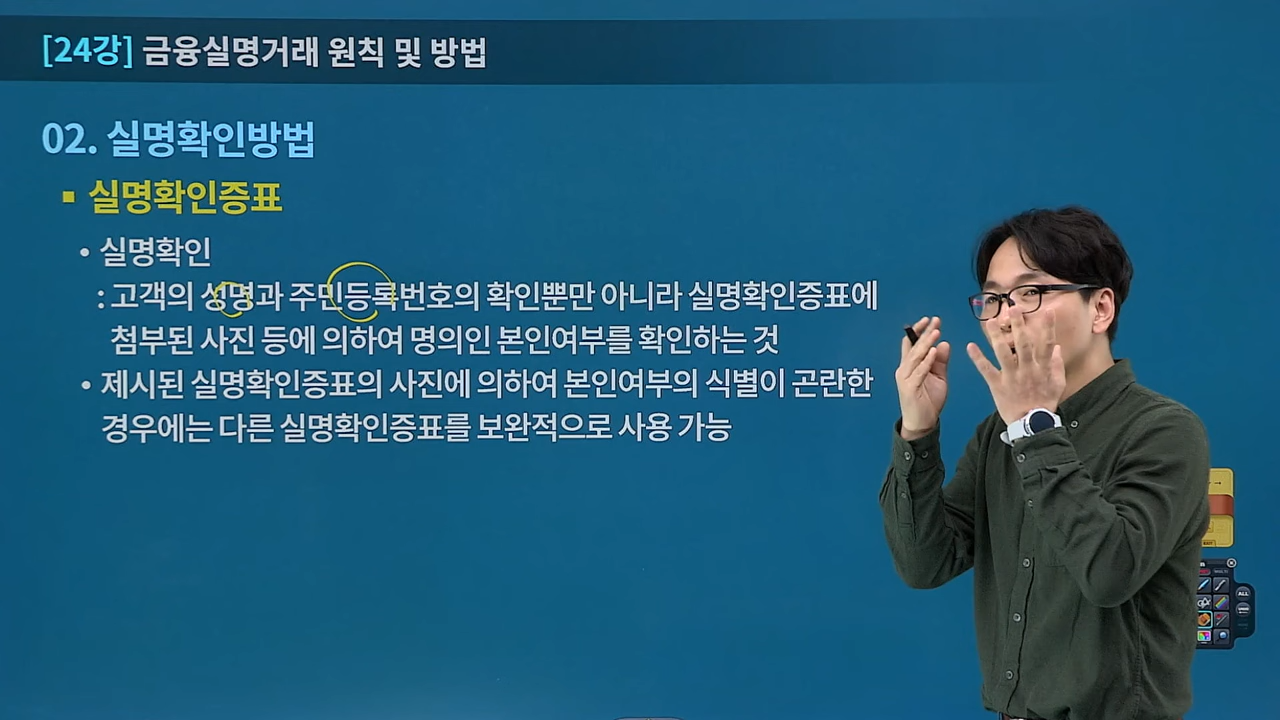 [24강] 금융실명거래 원칙 및 방법
02. 실명확인방법
▪ 실명확인증표
• 실명확인
: 고객의 성명과 주민등록번호의 확인뿐만 아니라 실명확인증표에
첨부된 사진 등에 의하여 명의인 본인여부를 확인하는 것
• 제시된 실명확인증표의 사진에 의하여 본인여부의 식별이 곤란한
경우에는 다른 실명확인증표를 보완적으로 사용 가능
ALL